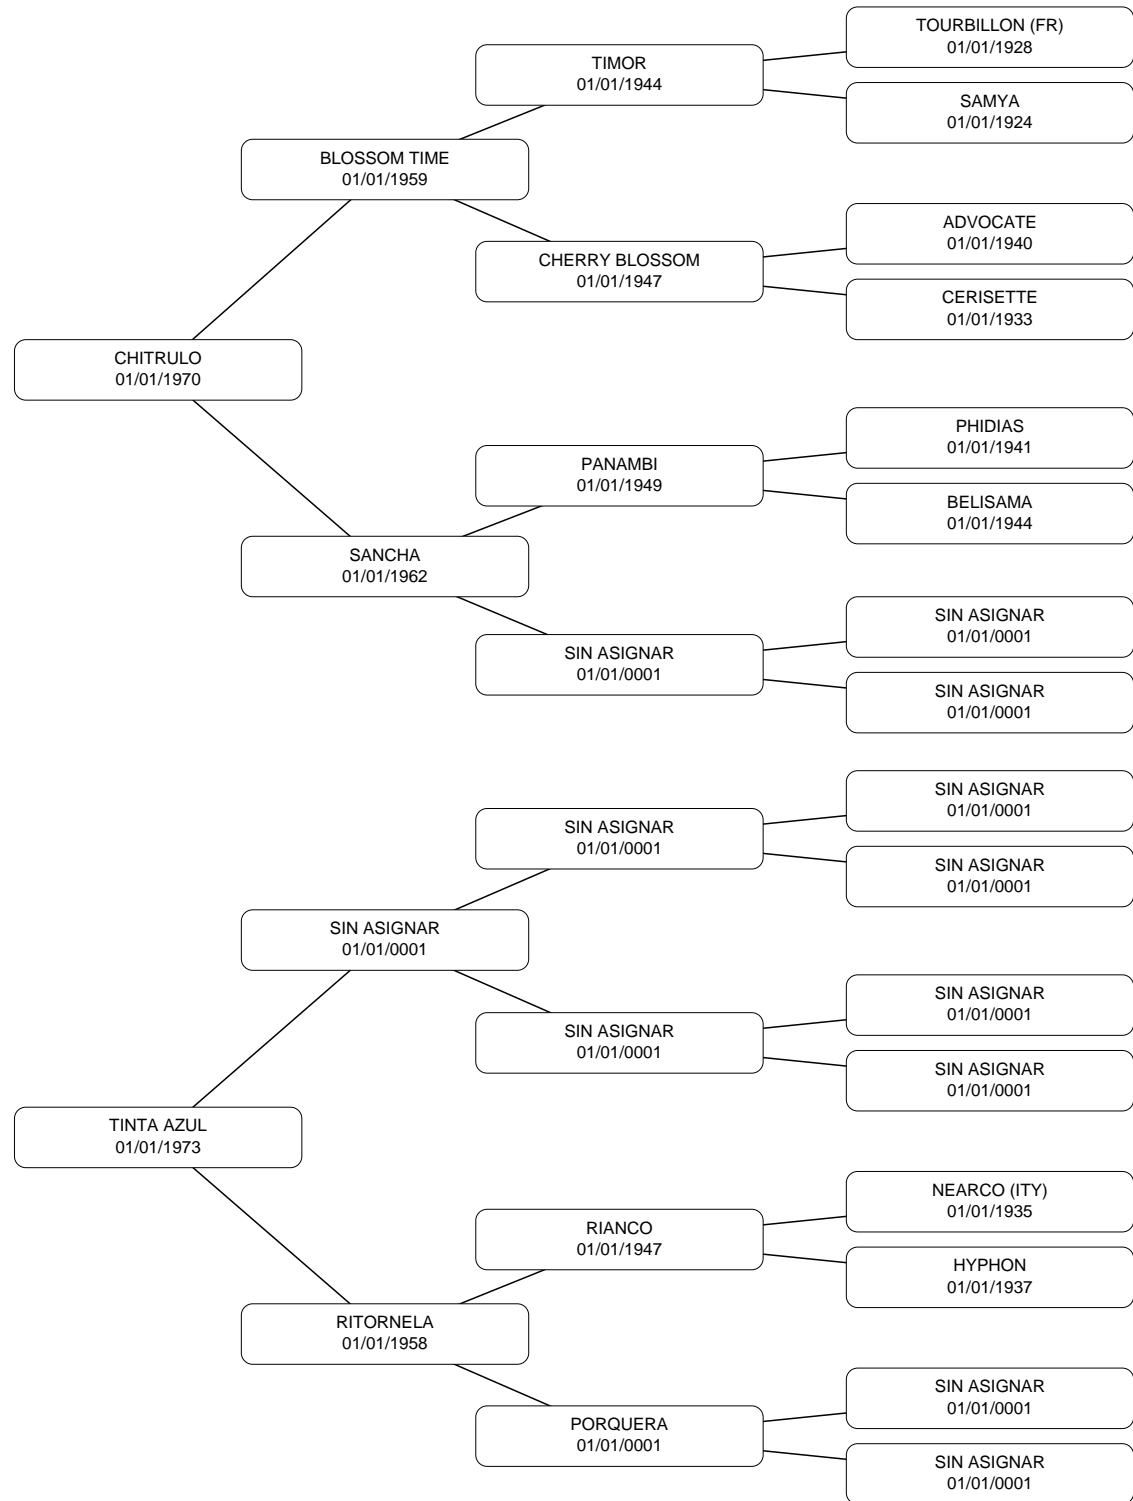 TOURBILLON (FR)
01/01/1928
TIMOR
01/01/1944
SAMYA
01/01/1924
BLOSSOM TIME
01/01/1959
ADVOCATE
01/01/1940
CHERRY BLOSSOM
01/01/1947
CERISETTE
01/01/1933
CHITRULO
01/01/1970
PHIDIAS
01/01/1941
PANAMBI
01/01/1949
BELISAMA
01/01/1944
SANCHA
01/01/1962
SIN ASIGNAR
01/01/0001
SIN ASIGNAR
01/01/0001
SIN ASIGNAR
01/01/0001
SIN ASIGNAR
01/01/0001
SIN ASIGNAR
01/01/0001
SIN ASIGNAR
01/01/0001
SIN ASIGNAR
01/01/0001
SIN ASIGNAR
01/01/0001
SIN ASIGNAR
01/01/0001
SIN ASIGNAR
01/01/0001
TINTA AZUL
01/01/1973
NEARCO (ITY)
01/01/1935
RIANCO
01/01/1947
HYPHON
01/01/1937
RITORNELA
01/01/1958
SIN ASIGNAR
01/01/0001
PORQUERA
01/01/0001
SIN ASIGNAR
01/01/0001